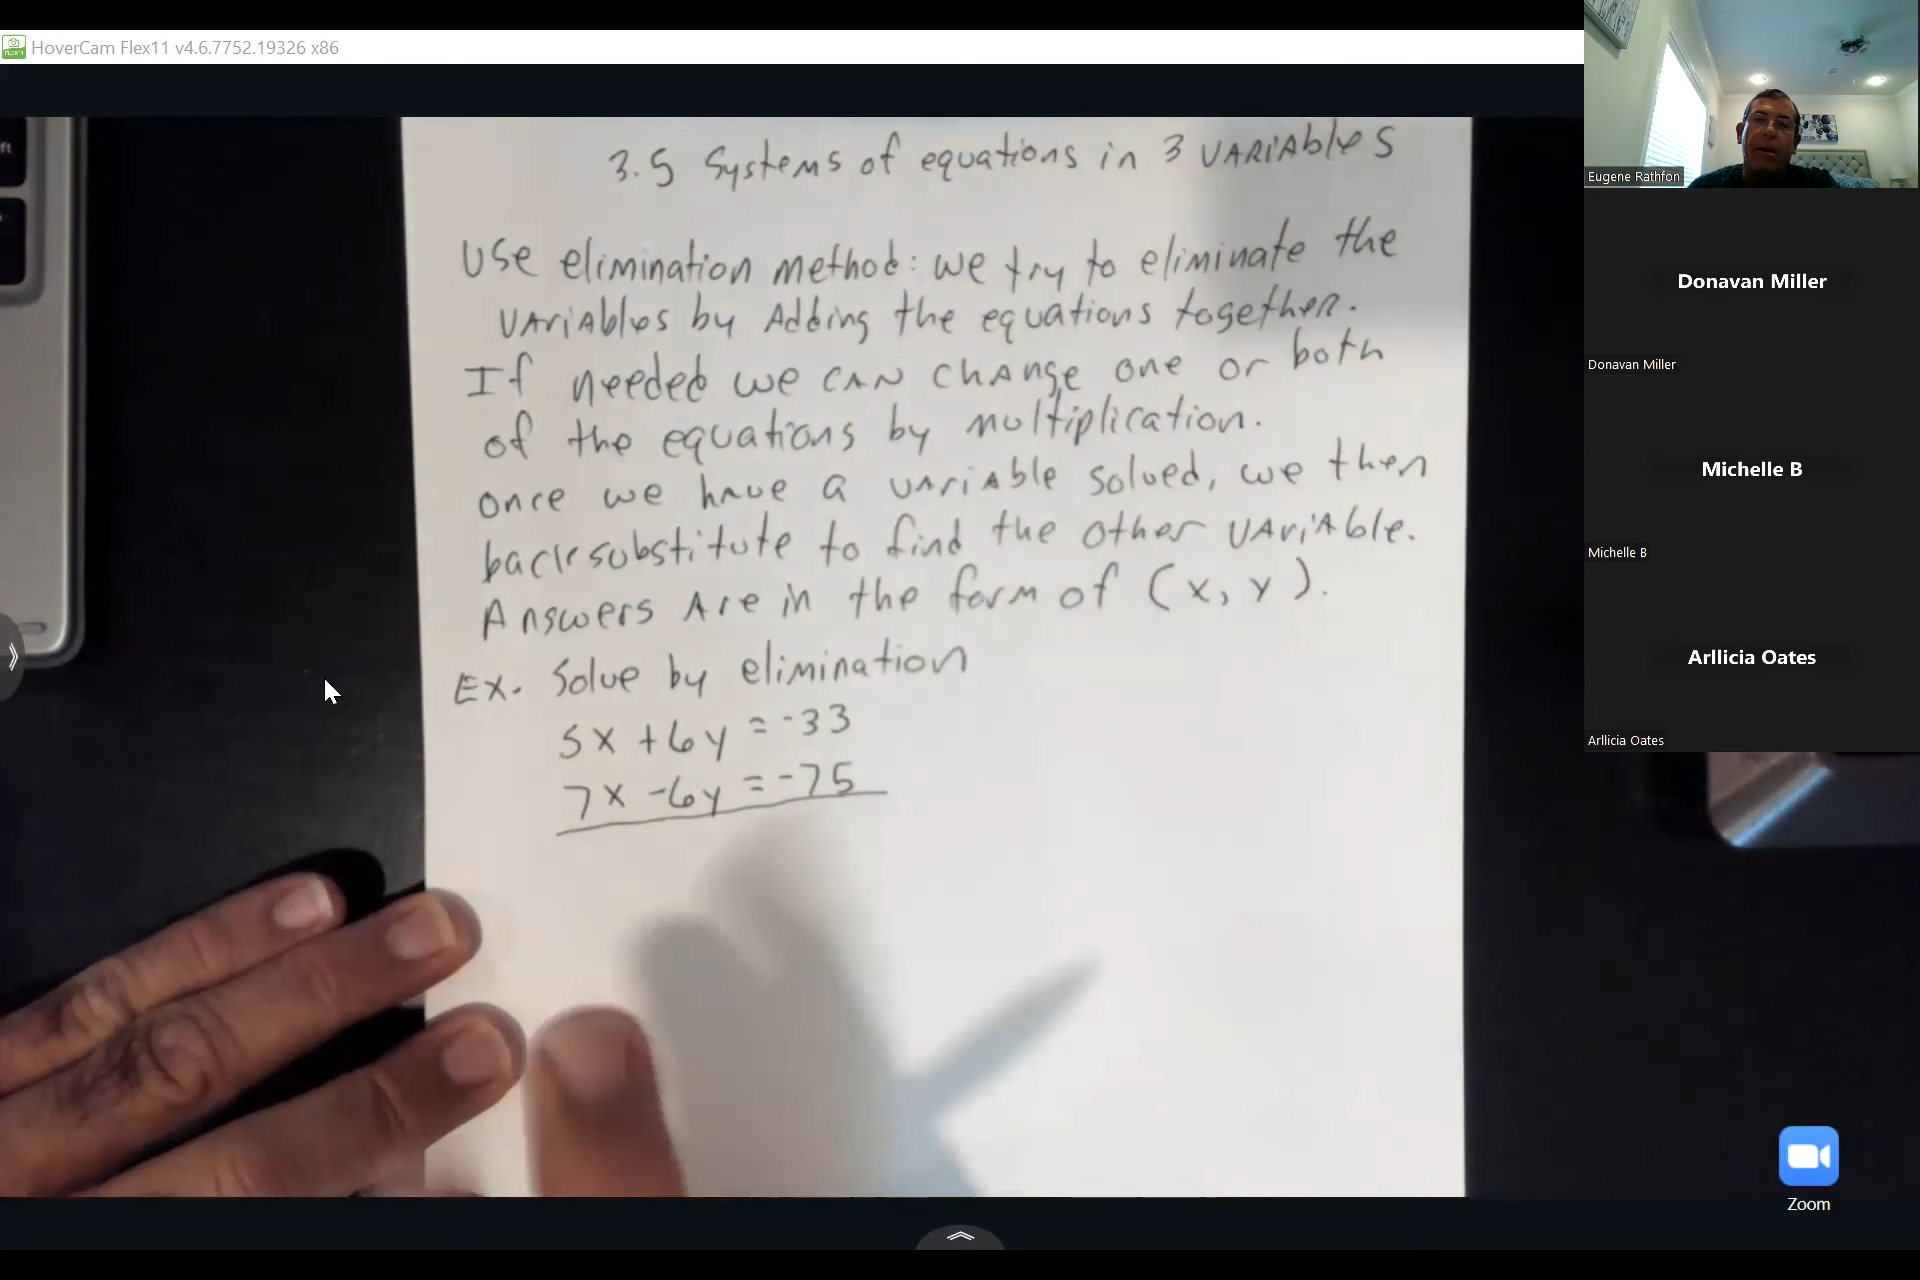 HoverCam Flex11 v4.6.7752.19326 x86
3.5 Systems of equations in 3 variables
Use elimination method: we try to eliminate the
variables by Adding the equations together.
If needed we can change one or both
of the equations by multiplication.
once we have a variable solved, we then
backsubstitute to find the other variable.
Answers are in the form of (x, y).
Ex. Solve by elimination
5x + 6y = -33
7x - 6y = -75
Eugene Rathfon
Donavan Miller
Donavan Miller
Michelle B
Michelle B
Arllicia Oates
Arllicia Oates
Zoom